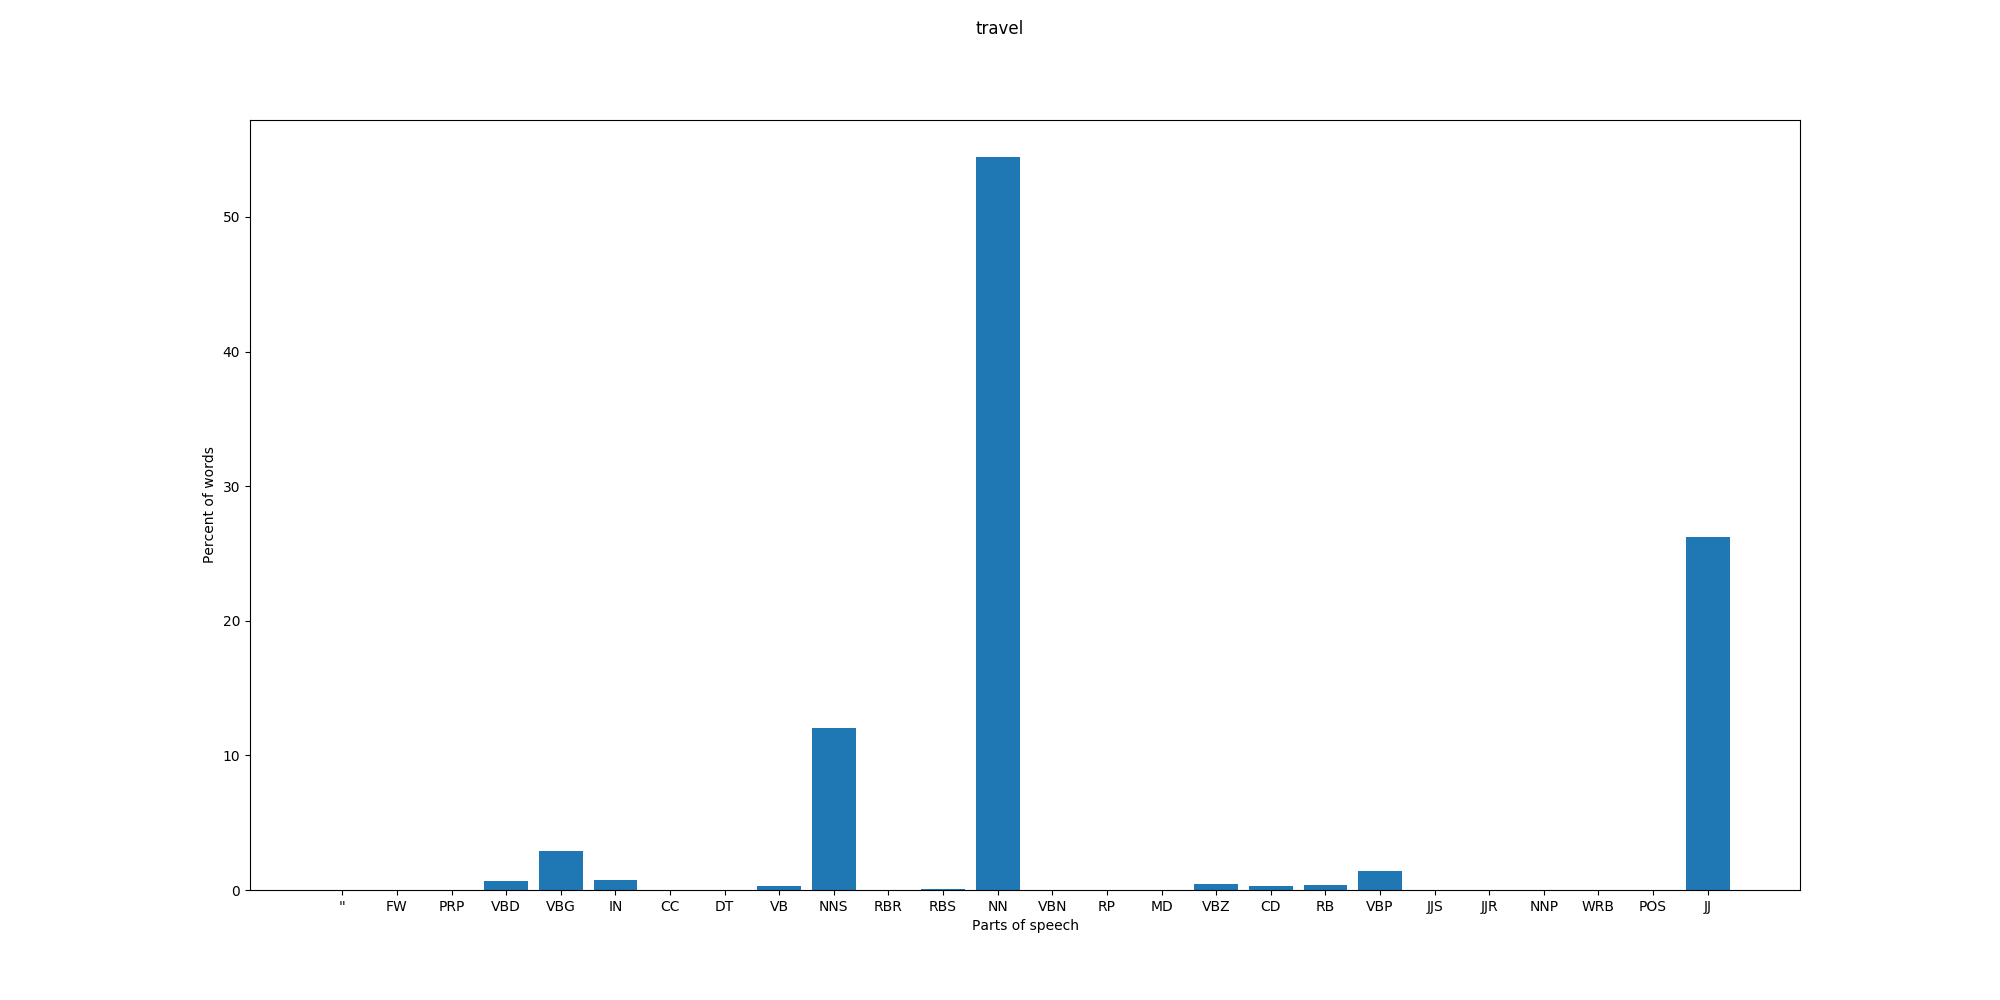 travel
50
40
30
20
10
0
Percent of words
" FW PRP VBD VBG IN CC DT VB NNS RBR RBS NN VBN RP MD VBZ CD RB VBP JJS JJR NNP WRB POS JJ
Parts of speech